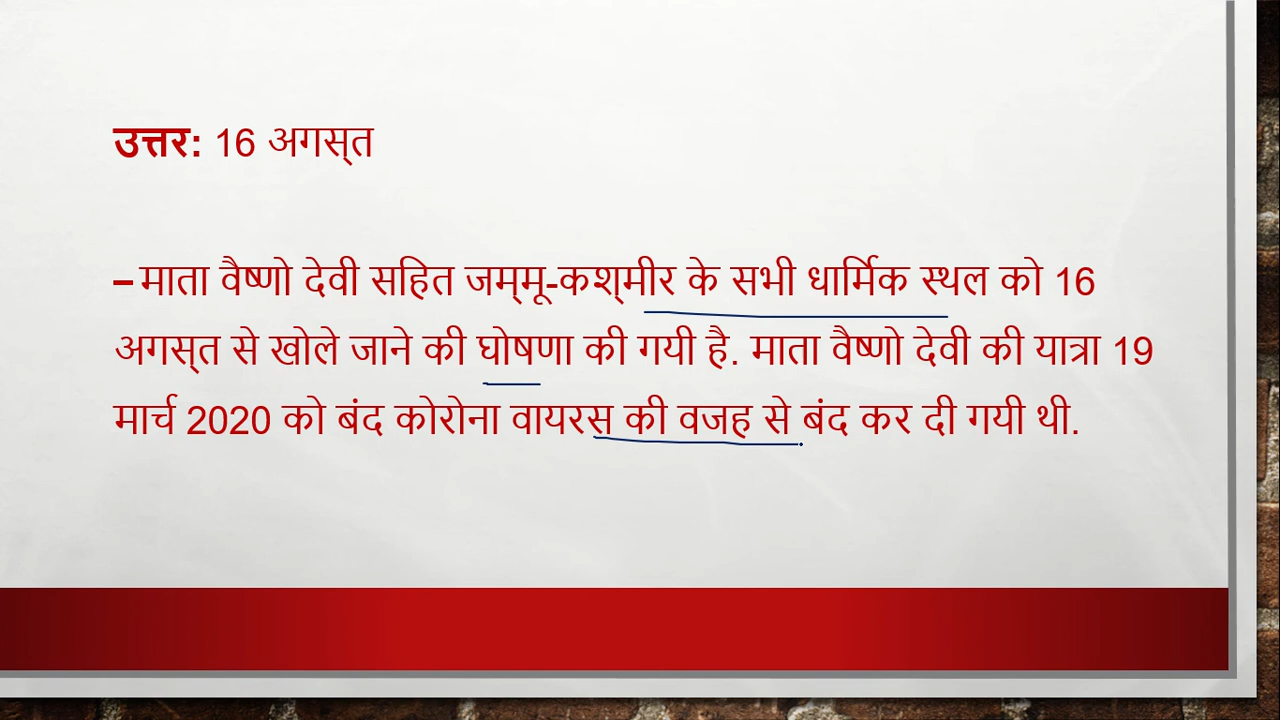 उत्तर: 16 अगस्त
– माता वैष्णो देवी सहित जम्मू-कश्मीर के सभी धार्मिक स्थल को 16
अगस्त से खोले जाने की घोषणा की गयी है. माता वैष्णो देवी की यात्रा 19
मार्च 2020 को बंद कोरोना वायरस की वजह से बंद कर दी गयी थी.